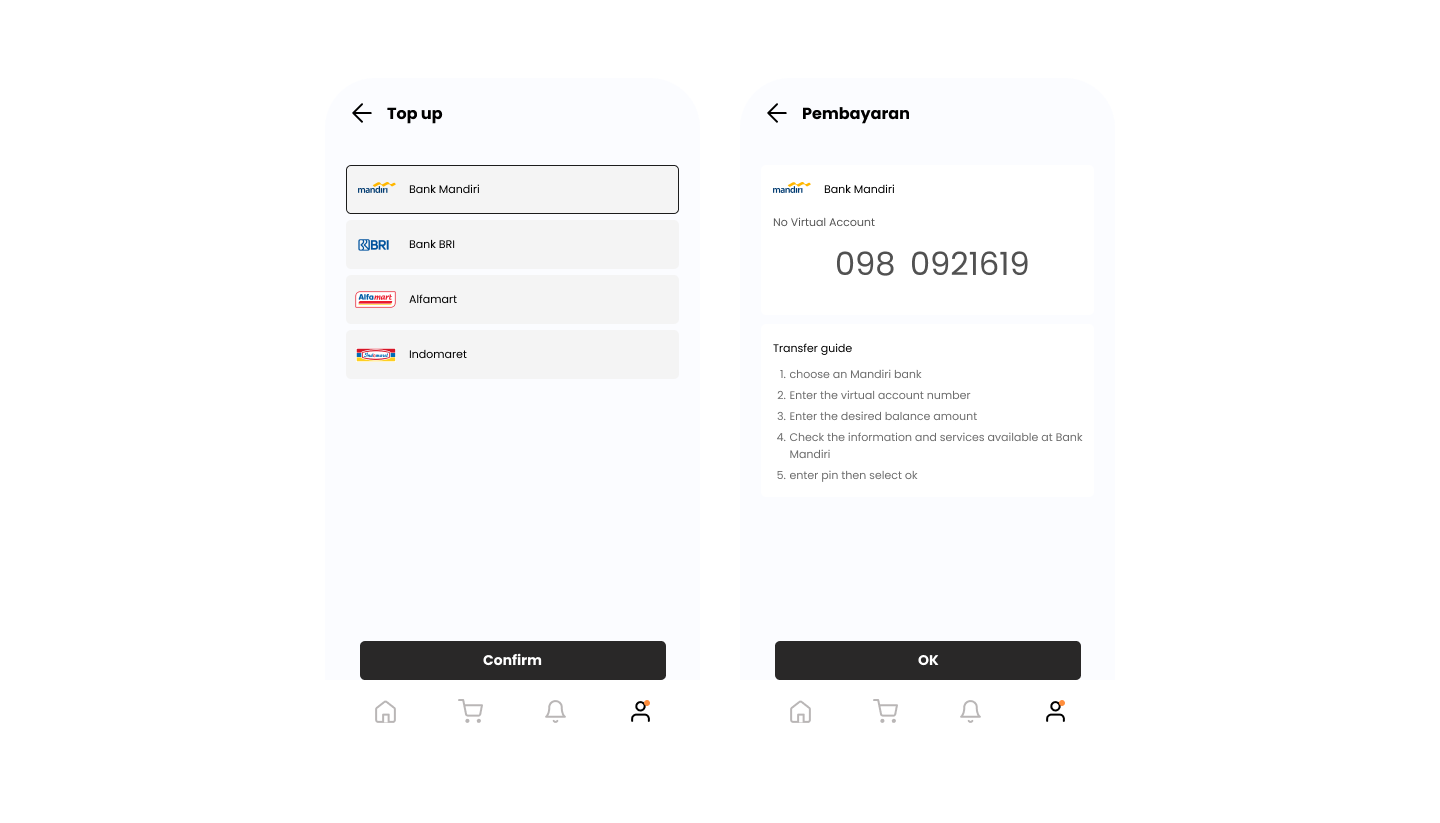 Top up
mandiri Bank Mandiri
BRI Bank BRI
Alfamart Alfamart
Indomaret Indomaret
Confirm
Pembayaran
mandiri Bank Mandiri
No Virtual Account
098 0921619
Transfer guide
1. choose an Mandiri bank
2. Enter the virtual account number
3. Enter the desired balance amount
4. Check the information and services available at Bank
Mandiri
5. enter pin then select ok
OK